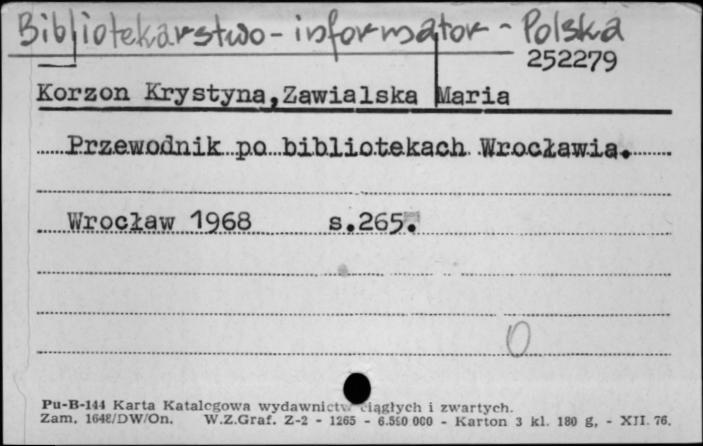 Bibliotekarstwo - informator - Polska
252279
Korzon Krystyna, Zawialska Maria
Przewodnik po bibliotekach Wrocławia.
Wrocław 1968 s.265.
0
Pu-B-144 Karta Katalogowa wydawnictw ciągłych i zwartych.
Zam. 1648/DW/On. W.Z.Graf. Z-2 - 1265 - 6.500 000 - Karton 3 kl. 180 g, - XII. 76.